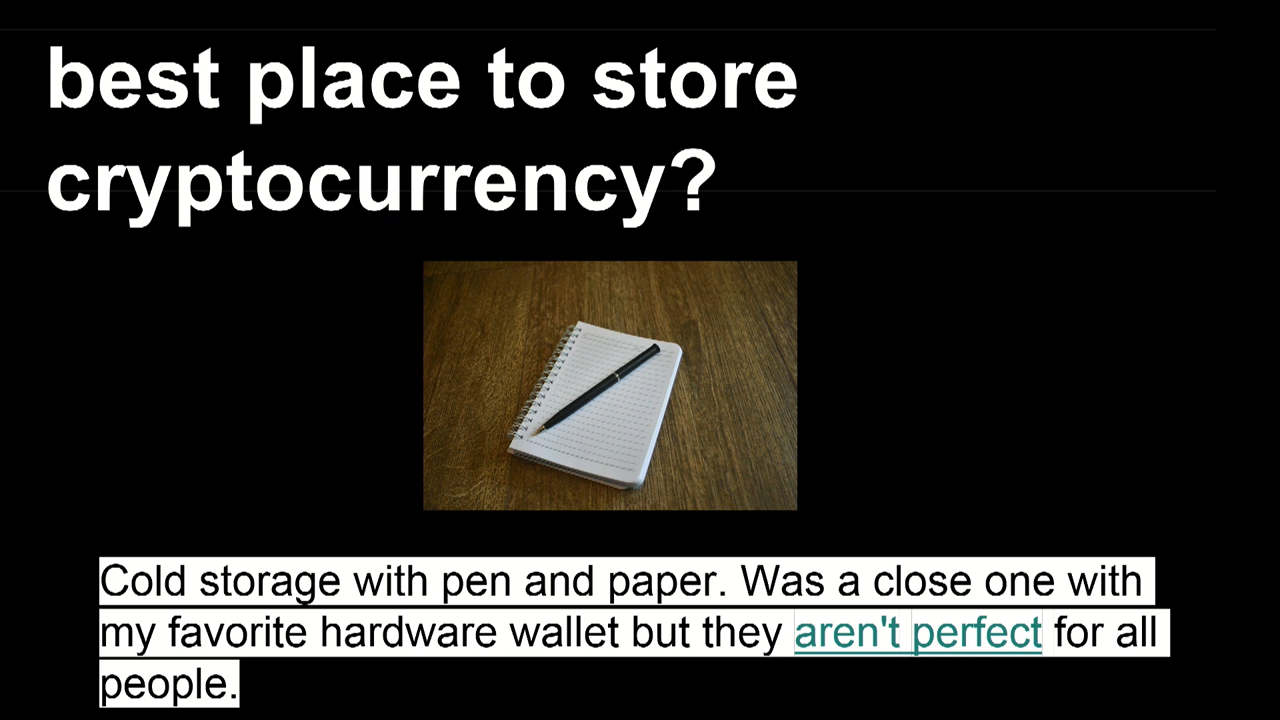 best place to store
cryptocurrency?
Cold storage with pen and paper. Was a close one with
my favorite hardware wallet but they aren't perfect for all
people.